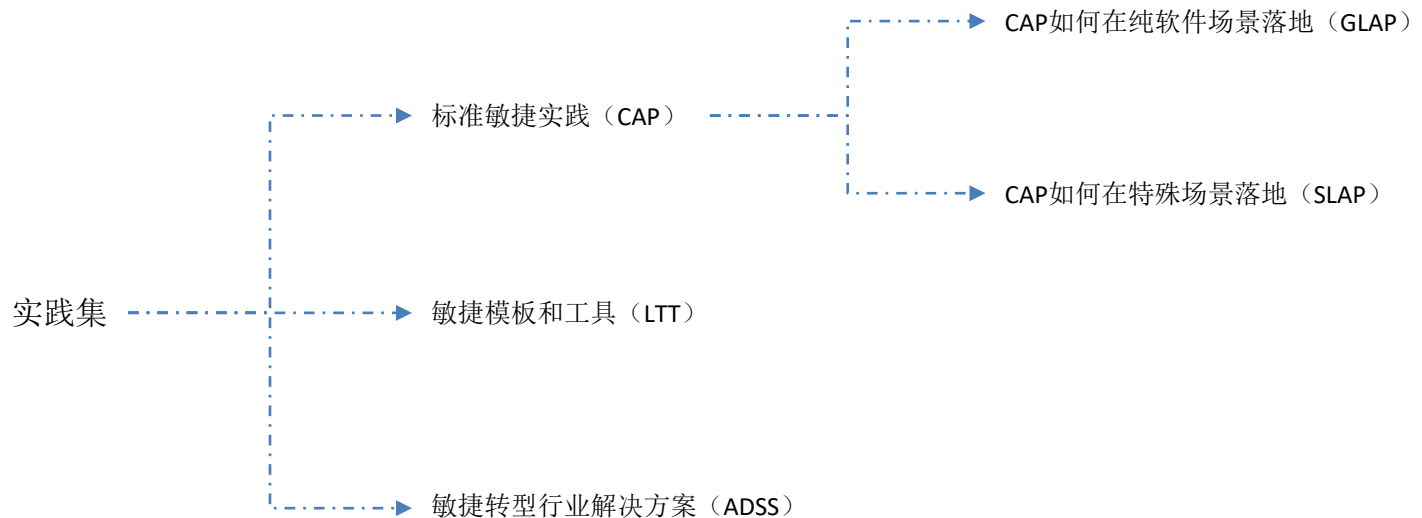 CAP如何在纯软件场景落地（GLAP）
标准敏捷实践（CAP）
CAP如何在特殊场景落地（SLAP）
实践集
敏捷模板和工具（LTT）
敏捷转型行业解决方案（ADSS）